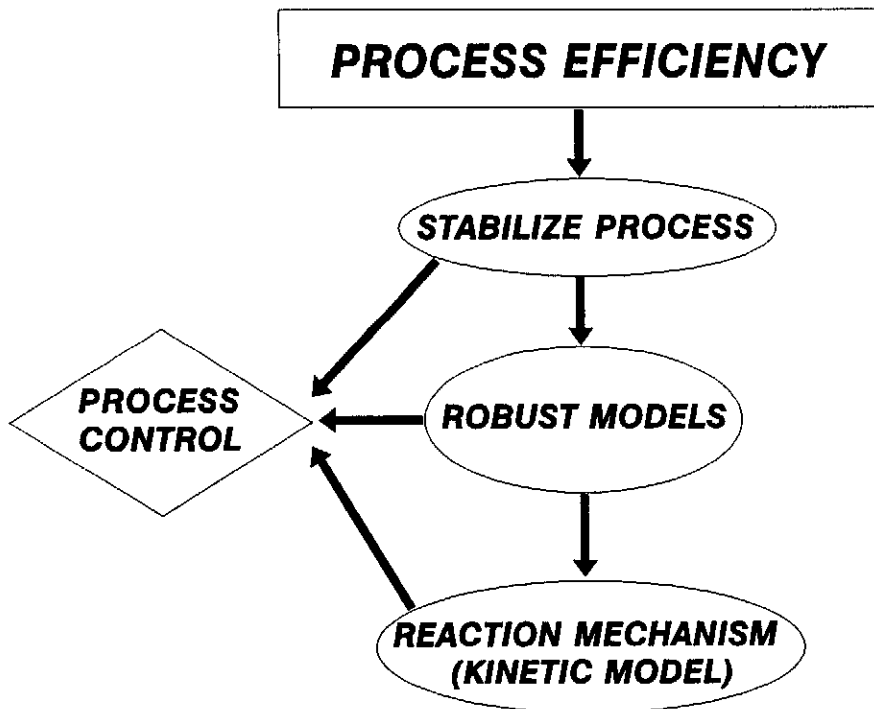 PROCESS EFFICIENCY
STABILIZE PROCESS
PROCESS
CONTROL
ROBUST MODELS
REACTION MECHANISM
(KINETIC MODEL)